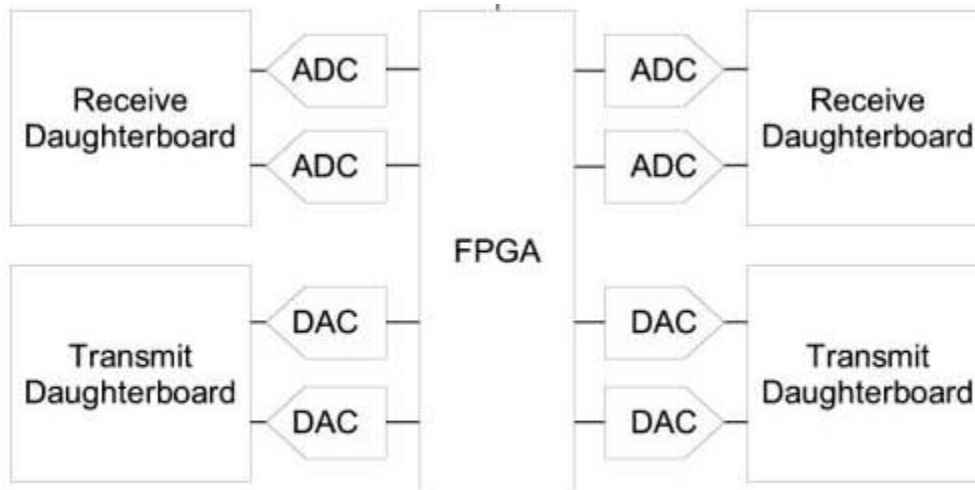 Receive
Daughterboard
ADC
ADC
ADC
ADC
Receive
Daughterboard
FPGA
Transmit
Daughterboard
DAC
DAC
DAC
DAC
Transmit
Daughterboard